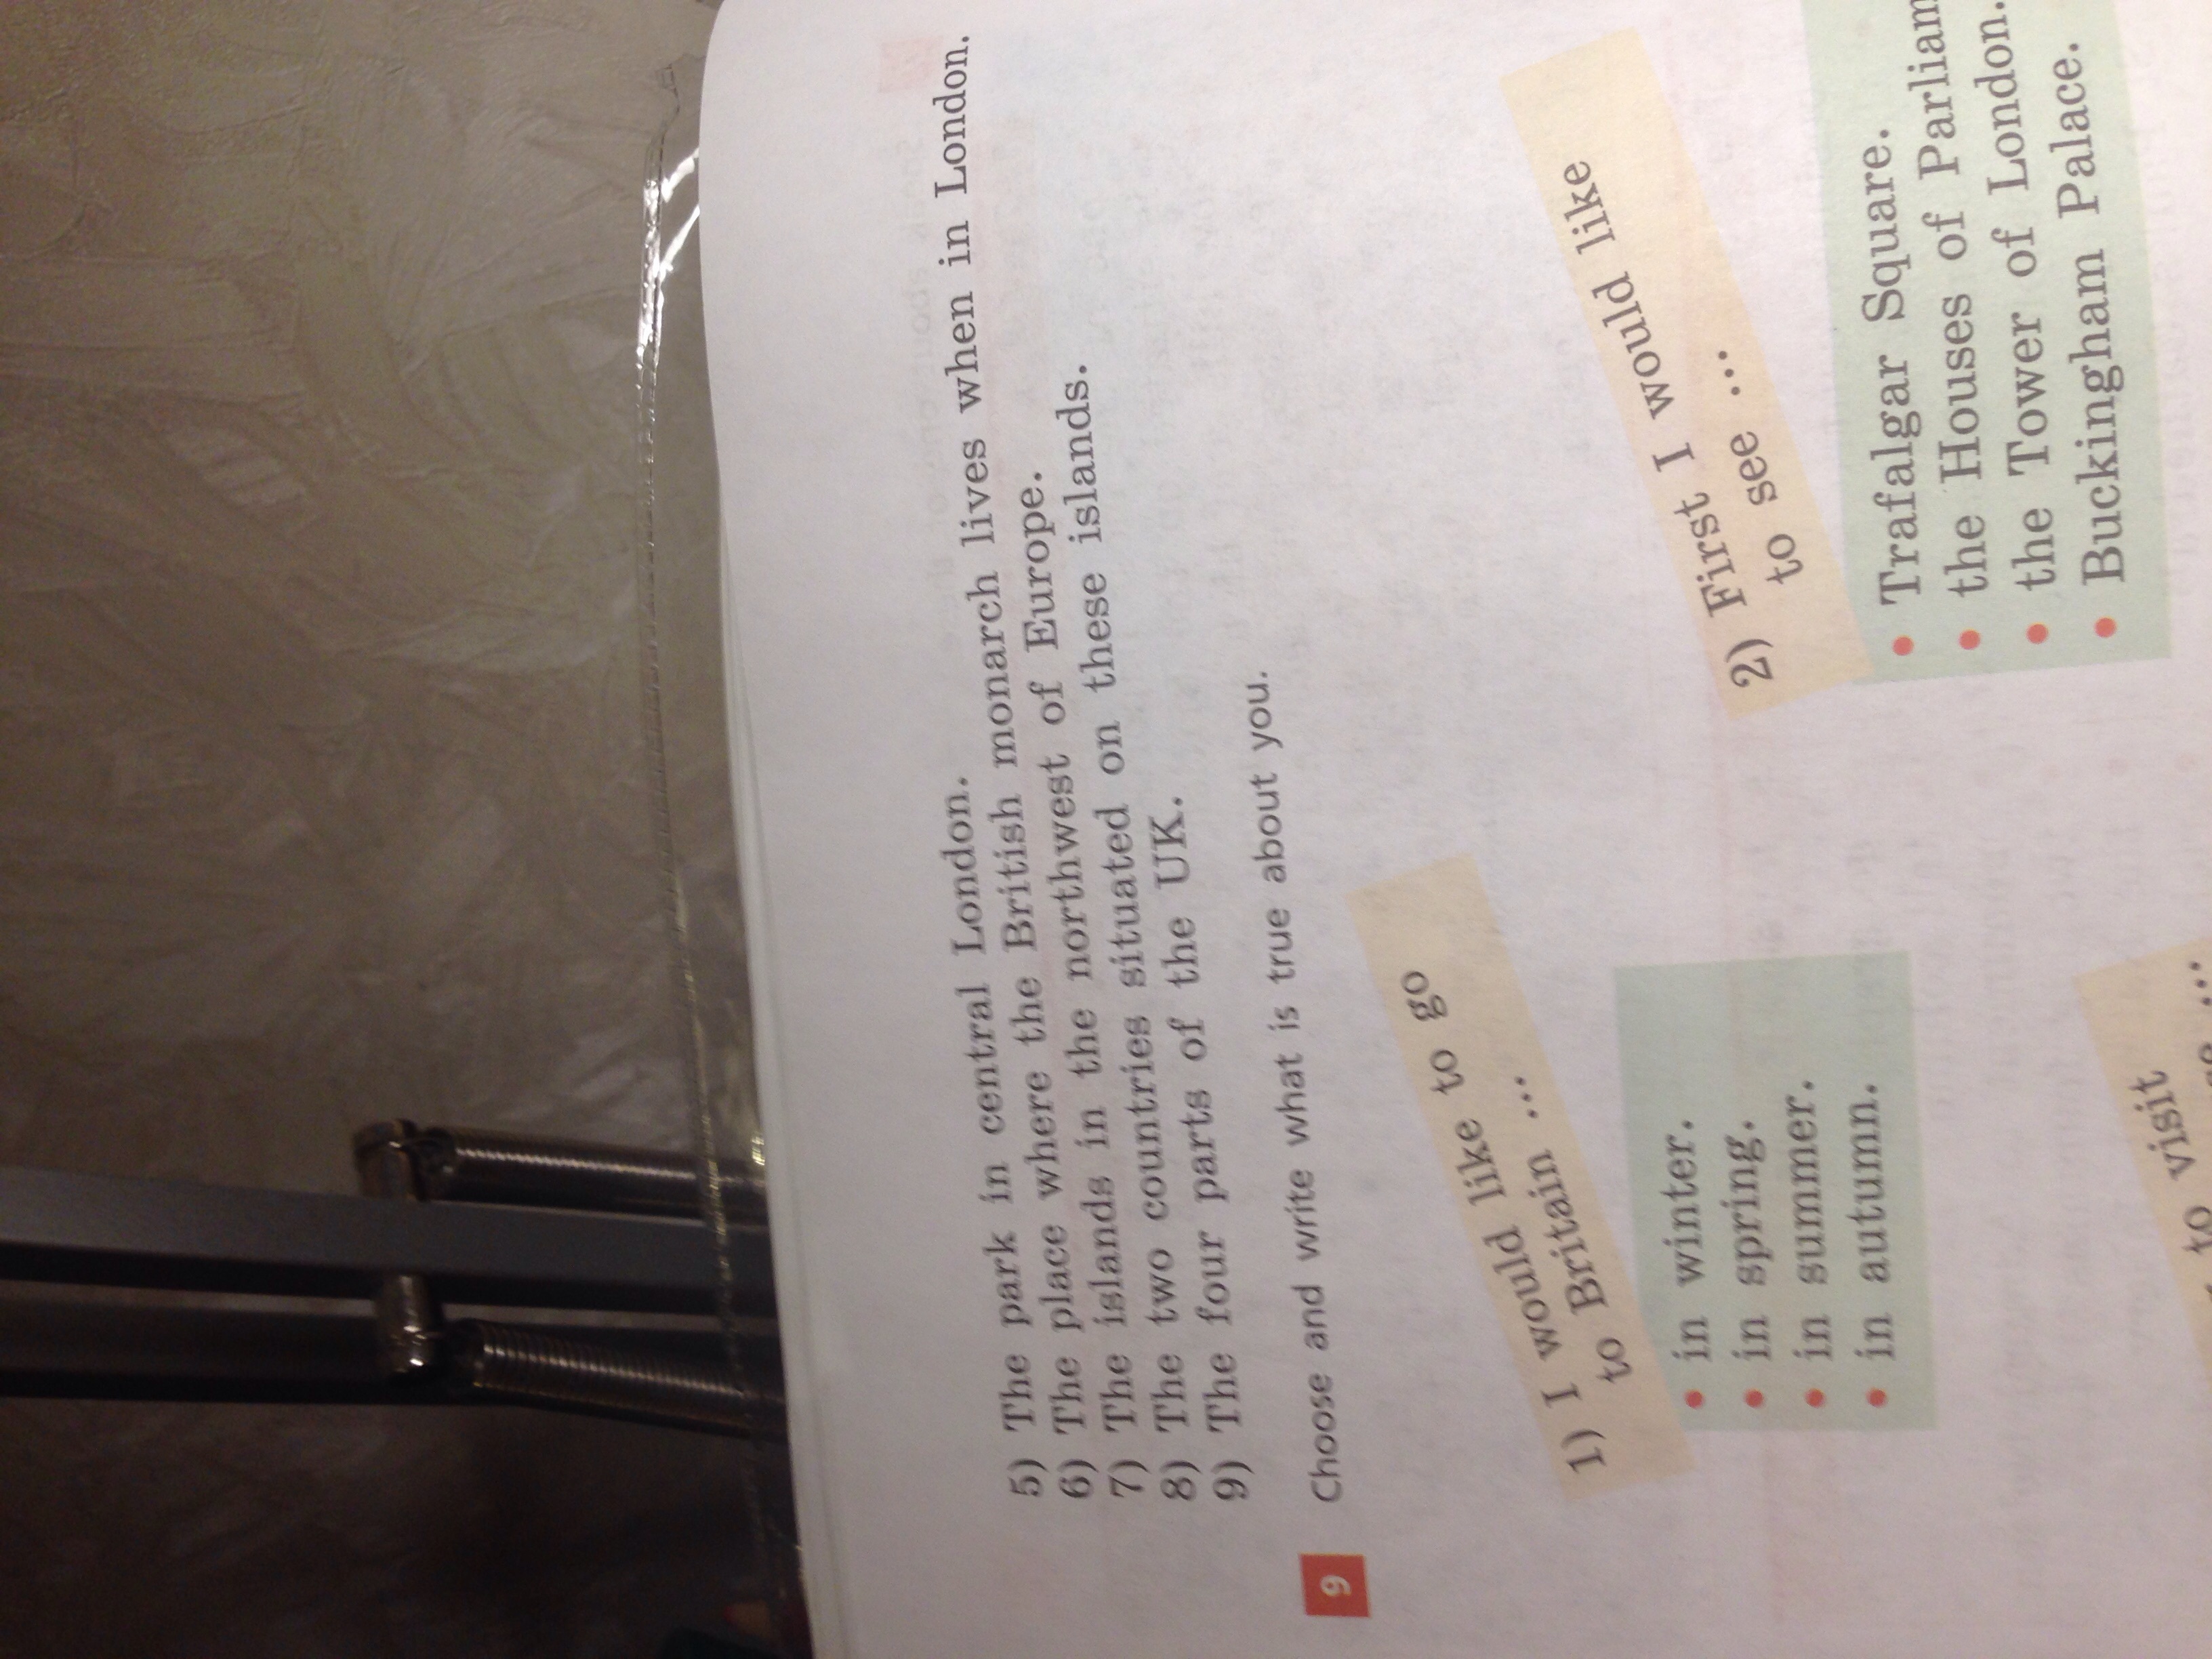 5) The park in central London.
6) The place where the British monarch lives when in London.
7) The islands in the northwest of Europe.
8) The two countries situated on these islands.
9) The four parts of the UK.
9 Choose and write what is true about you.
1) I would like to go
to Britain ...
• in winter.
• in spring.
• in summer.
• in autumn.
2) First I would like
to see ...
• Trafalgar Square.
• the Houses of Parliam
• the Tower of London.
• Buckingham Palace.
to visit